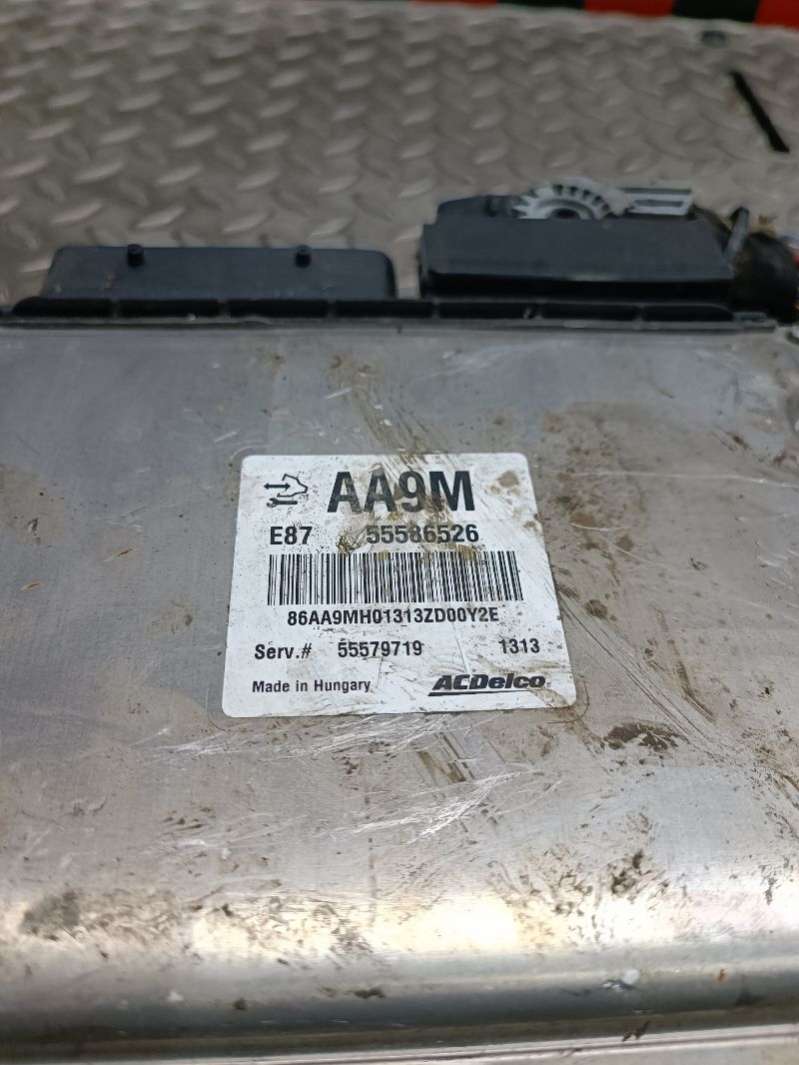 AA9M
E87 55586526
86AA9MH01313ZD00Y2E
Serv.# 55579719 1313
Made in Hungary ACDelco